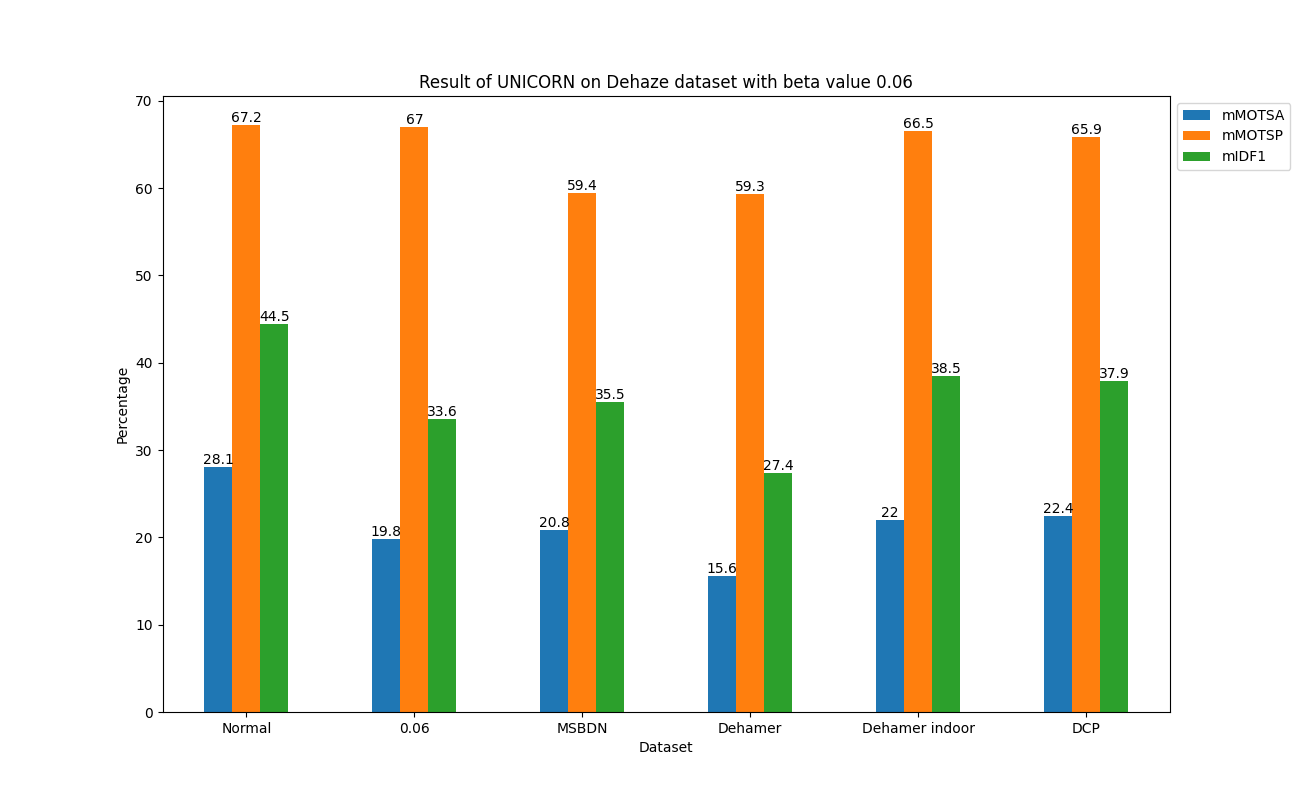 Result of UNICORN on Dehaze dataset with beta value 0.06
mMOTSA
mMOTSP
mIDF1
70
60
50
40
30
20
10
0
Percentage
28.1
67.2
44.5
19.8
67
33.6
20.8
59.4
35.5
15.6
59.3
27.4
22
66.5
38.5
22.4
65.9
37.9
Normal
0.06
MSBDN
Dehamer
Dehamer indoor
DCP
Dataset